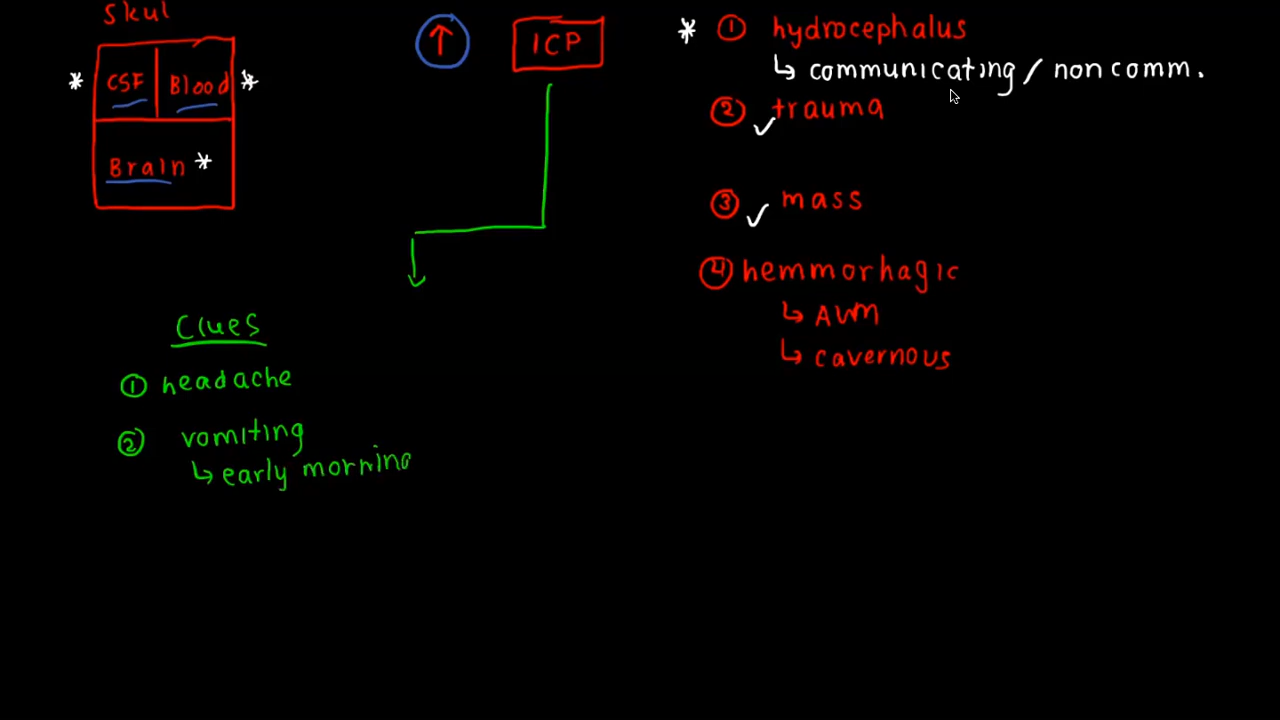 Skul
CSF Blood
Brain
↑ ICP
① hydrocephalus
↳ communicating / non comm.
② trauma
③ mass
④ hemmorhagic
↳ AVM
↳ cavernous
Clues
① headache
② vomiting
↳ early morning